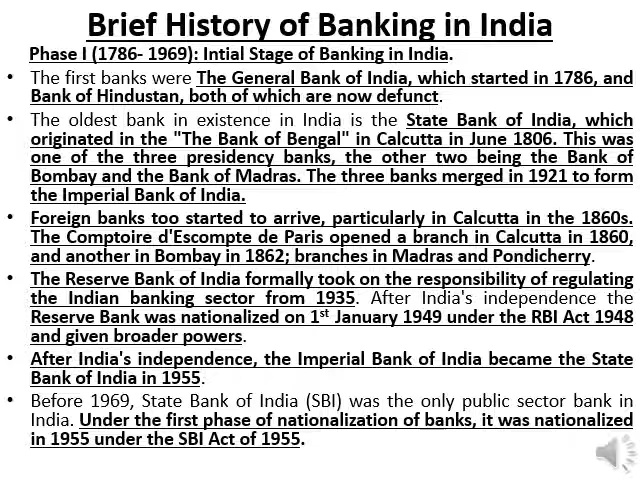 Brief History of Banking in India
Phase I (1786- 1969): Intial Stage of Banking in India.
• The first banks were The General Bank of India, which started in 1786, and
Bank of Hindustan, both of which are now defunct.
• The oldest bank in existence in India is the State Bank of India, which
originated in the "The Bank of Bengal" in Calcutta in June 1806. This was
one of the three presidency banks, the other two being the Bank of
Bombay and the Bank of Madras. The three banks merged in 1921 to form
the Imperial Bank of India.
• Foreign banks too started to arrive, particularly in Calcutta in the 1860s.
The Comptoire d'Escompte de Paris opened a branch in Calcutta in 1860,
and another in Bombay in 1862; branches in Madras and Pondicherry.
• The Reserve Bank of India formally took on the responsibility of regulating
the Indian banking sector from 1935. After India's independence the
Reserve Bank was nationalized on 1st January 1949 under the RBI Act 1948
and given broader powers.
• After India's independence, the Imperial Bank of India became the State
Bank of India in 1955.
• Before 1969, State Bank of India (SBI) was the only public sector bank in
India. Under the first phase of nationalization of banks, it was nationalized
in 1955 under the SBI Act of 1955.